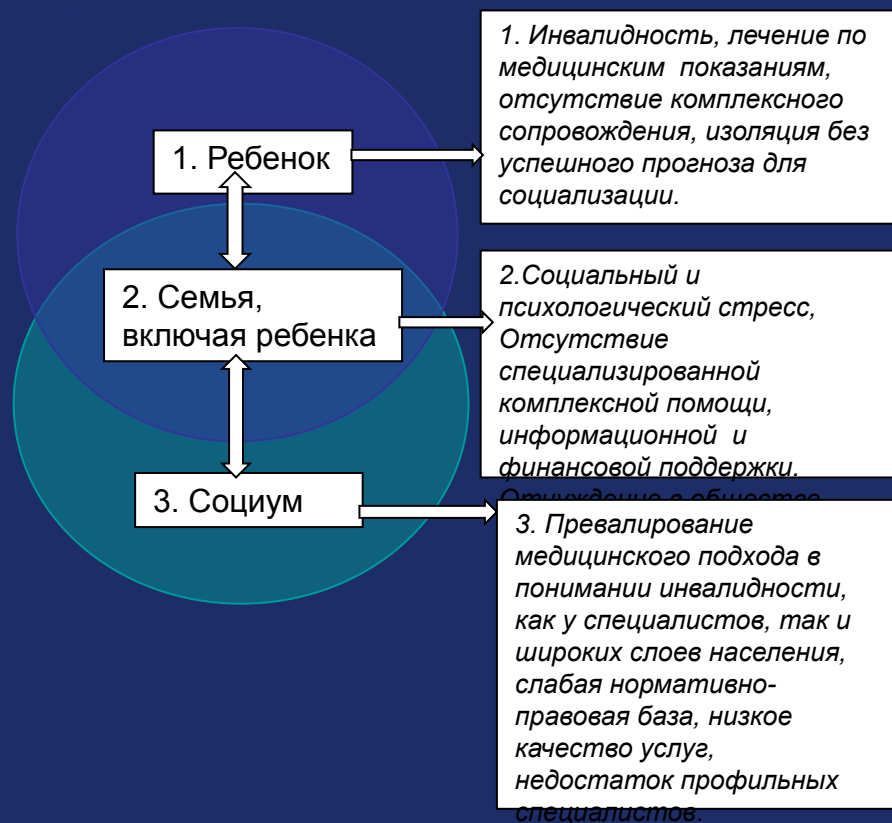 1. Ребенок
2. Семья,
включая ребенка
3. Социум
1. Инвалидность, лечение по
медицинским показаниям,
отсутствие комплексного
сопровождения, изоляция без
успешного прогноза для
социализации.
2.Социальный и
психологический стресс,
Отсутствие
специализированной
комплексной помощи,
информационной и
финансовой поддержки.
Отчуждение в обществе
3. Превалирование
медицинского подхода в
понимании инвалидности,
как у специалистов, так и
широких слоев населения,
слабая нормативно-
правовая база, низкое
качество услуг,
недостаток профильных
специалистов.